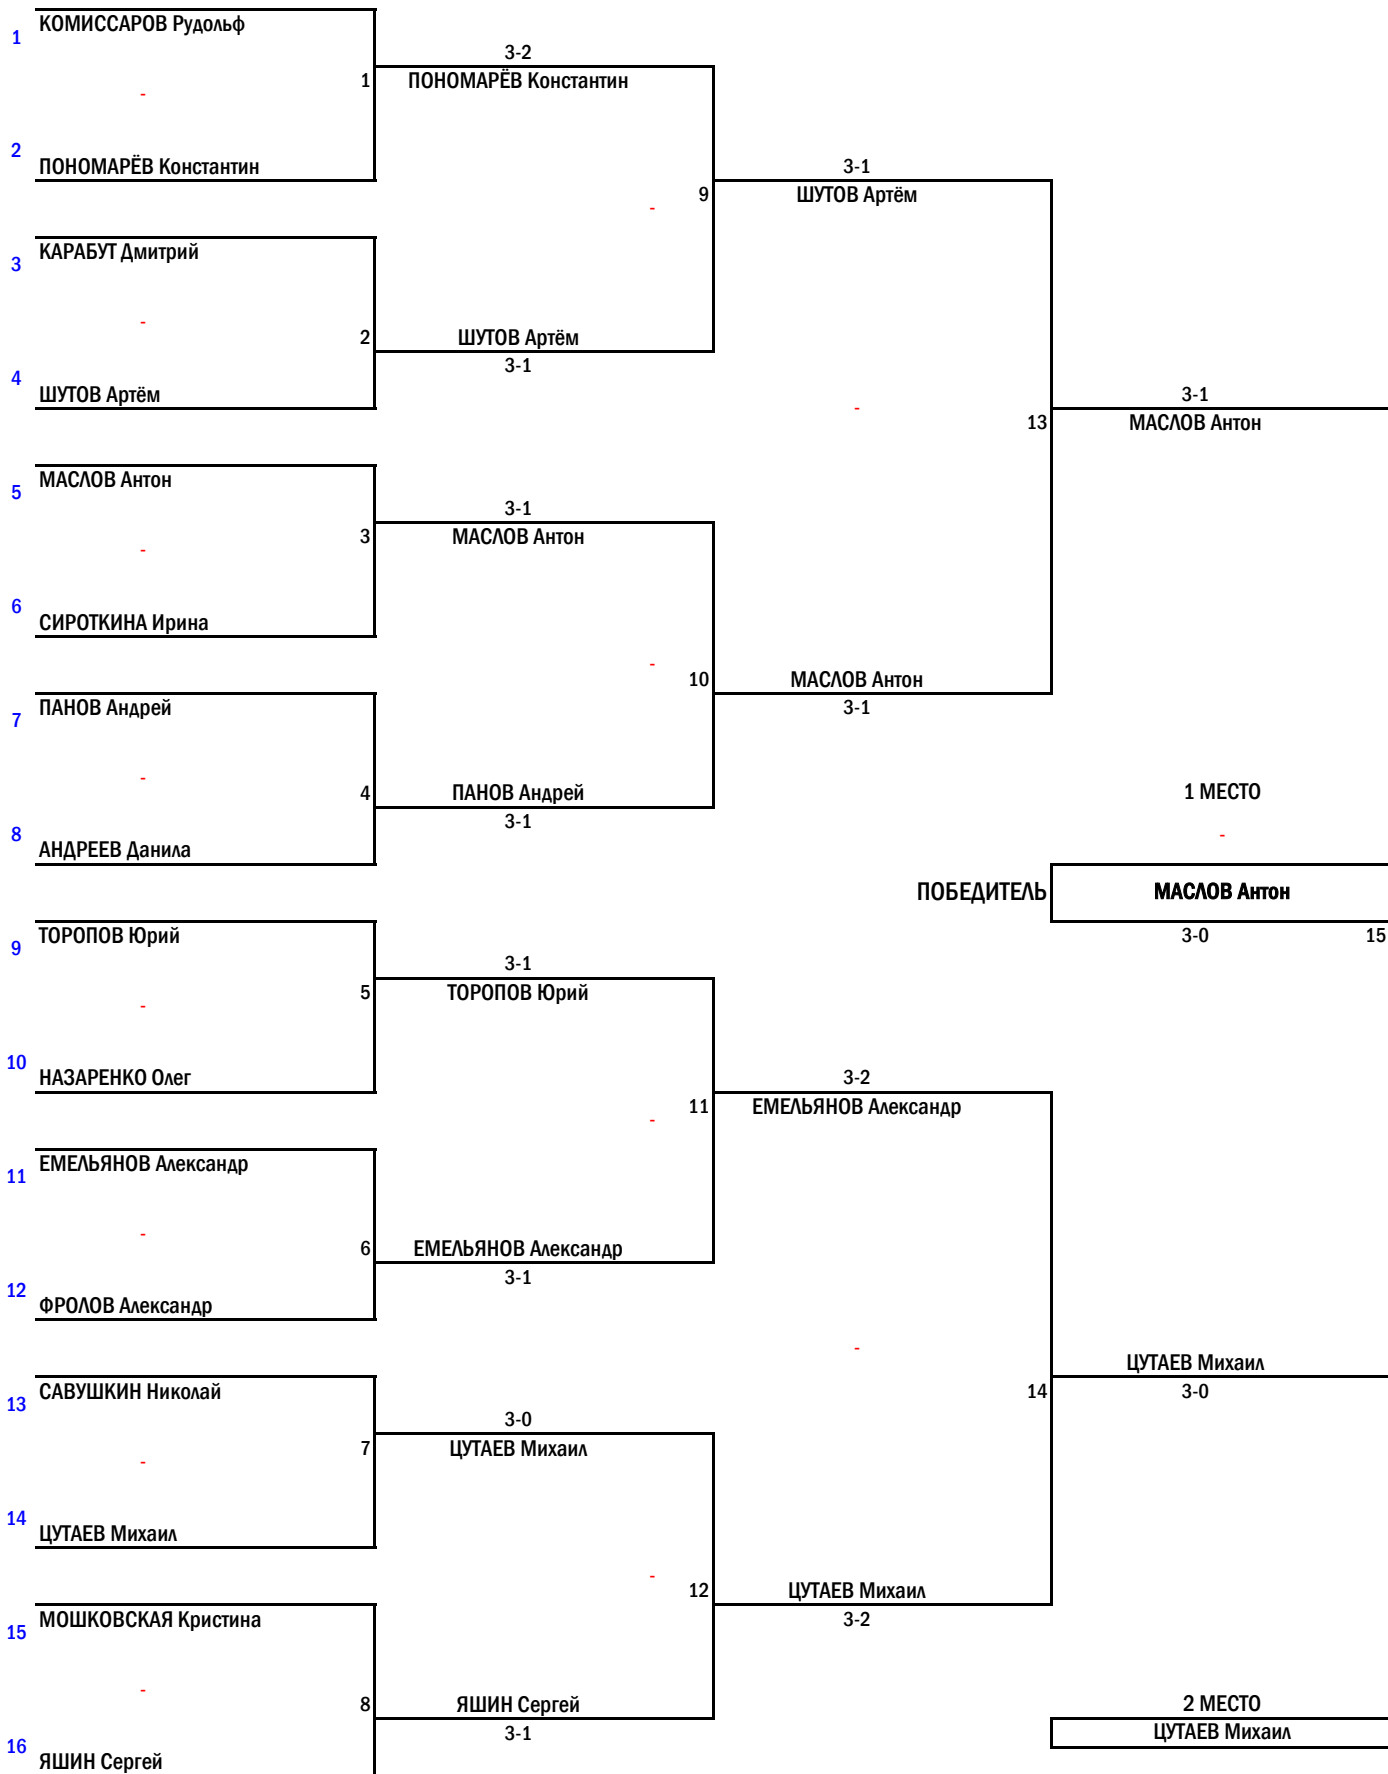 КОМИССАРОВ Рудольф
1
3-2
1
ПОНОМАРЁВ Константин
-
2
ПОНОМАРЁВ Константин
3-1
9
ШУТОВ Артём
-
КАРАБУТ Дмитрий
3
-
2
ШУТОВ Артём
3-1
4
ШУТОВ Артём
3-1
-
13
МАСЛОВ Антон
МАСЛОВ Антон
5
3-1
3
МАСЛОВ Антон
-
6
СИРОТКИНА Ирина
-
10
МАСЛОВ Антон
3-1
ПАНОВ Андрей
7
-
4
ПАНОВ Андрей
3-1
1 МЕСТО
-
8
АНДРЕЕВ Данила
ПОБЕДИТЕЛЬ
МАСЛОВ Антон
3-0
15
ТОРОПОВ Юрий
9
3-1
5
ТОРОПОВ Юрий
-
10
НАЗАРЕНКО Олег
3-2
11
ЕМЕЛЬЯНОВ Александр
-
ЕМЕЛЬЯНОВ Александр
11
-
6
ЕМЕЛЬЯНОВ Александр
3-1
12
ФРОЛОВ Александр
-
ЦУТАЕВ Михаил
14
3-0
САВУШКИН Николай
13
3-0
7
ЦУТАЕВ Михаил
-
14
ЦУТАЕВ Михаил
-
12
ЦУТАЕВ Михаил
3-2
МОШКОВСКАЯ Кристина
15
-
8
ЯШИН Сергей
3-1
2 МЕСТО
ЦУТАЕВ Михаил
16
ЯШИН Сергей